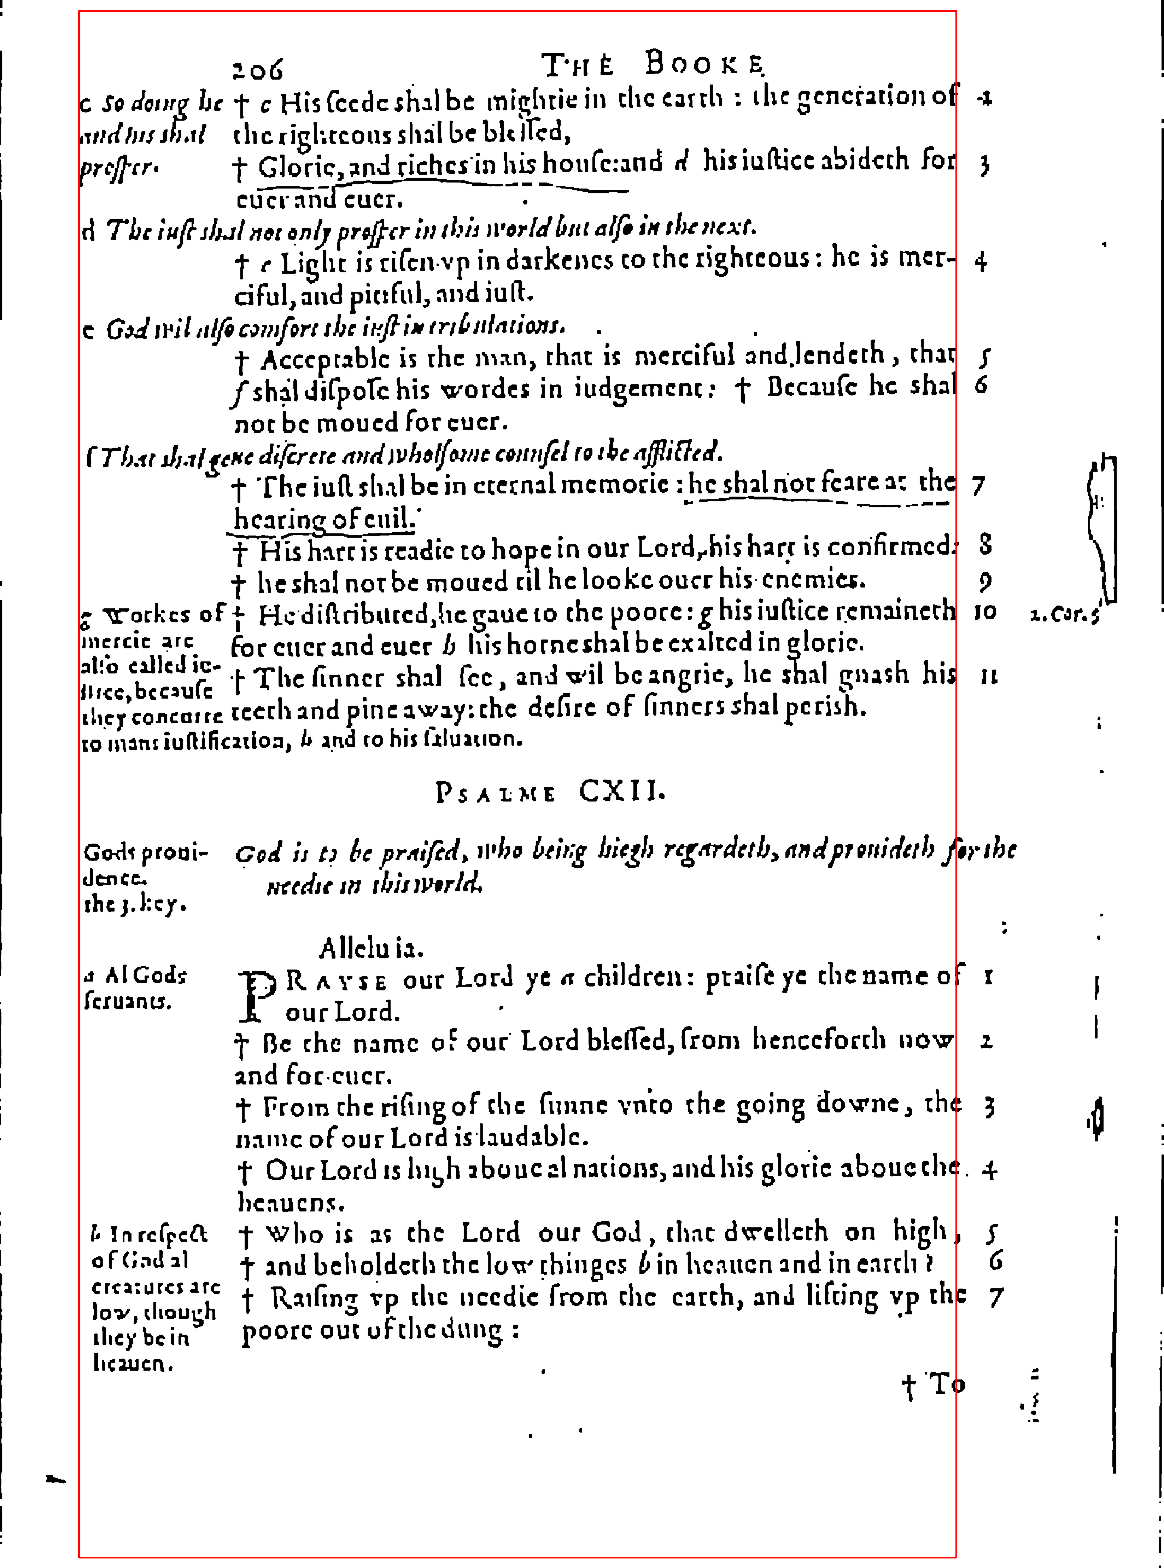 206 THE BOOKE
c So doing he † c His ſeede shal be mightie in the earth : the generation of 2
and his shal the righteous shal be bleſſed,
proſper. † Glorie, and riches in his houſe: and d his iuſtice abideth for 3
euer and euer.
d The iuſt shal not only proſper in this world but alſo in the next.
† e Light is riſen vp in darkenes to the righteous: he is mer- 4
ciful, and pittful, and iuſt.
e God wil alſo comfort the iuſt in tribulations.
† Acceptable is the man, that is merciful and lendeth, that 5
f shal diſpoſe his wordes in iudgement: † Becauſe he shal 6
not be moued for euer.
f That shal geue diſcrete and wholſome counſel to the afflicted.
† The iuſt shal be in eternal memorie : he shal not feare at the 7
hearing of euil.
† His hart is readie to hope in our Lord, his hart is confirmed: 8
† he shal not be moued til he looke ouer his enemies. 9
g Workes of † He diſtributed, he gaue to the poore: g his iuſtice remaineth 10 2. Cor. 9
mercie are for euer and euer h his horne shal be exalted in glorie.
alſo called iu- † The ſinner shal ſee, and wil be angrie, he shal gnash his 11
ſtice, becauſe
they concurre teeth and pine away: the deſire of ſinners shal perish.
to mans iuſtification, h and to his ſaluation.
PSALME CXII.
Gods proui- God is to be praiſed, who being hiegh regardeth, and prouideth for the
dence. needie in this world.
the 3. key.
Alleluia.
a Al Gods PRAYSE our Lord ye a children: praiſe ye the name of 1
ſeruants. our Lord.
† Be the name of our Lord bleſſed, from henceforth now 2
and for euer.
† From the riſing of the ſunne vnto the going downe, the 3
name of our Lord is laudable.
† Our Lord is high aboue al nations, and his glorie aboue the 4
heauens.
b In reſpect † Who is as the Lord our God, that dwelleth on high, 5
of God al † and beholdeth the low thinges b in heauen and in earth? 6
creatures are † Raiſing vp the needie from the earth, and lifting vp the 7
low, though
they be in poore out of the dung :
heauen.
† To